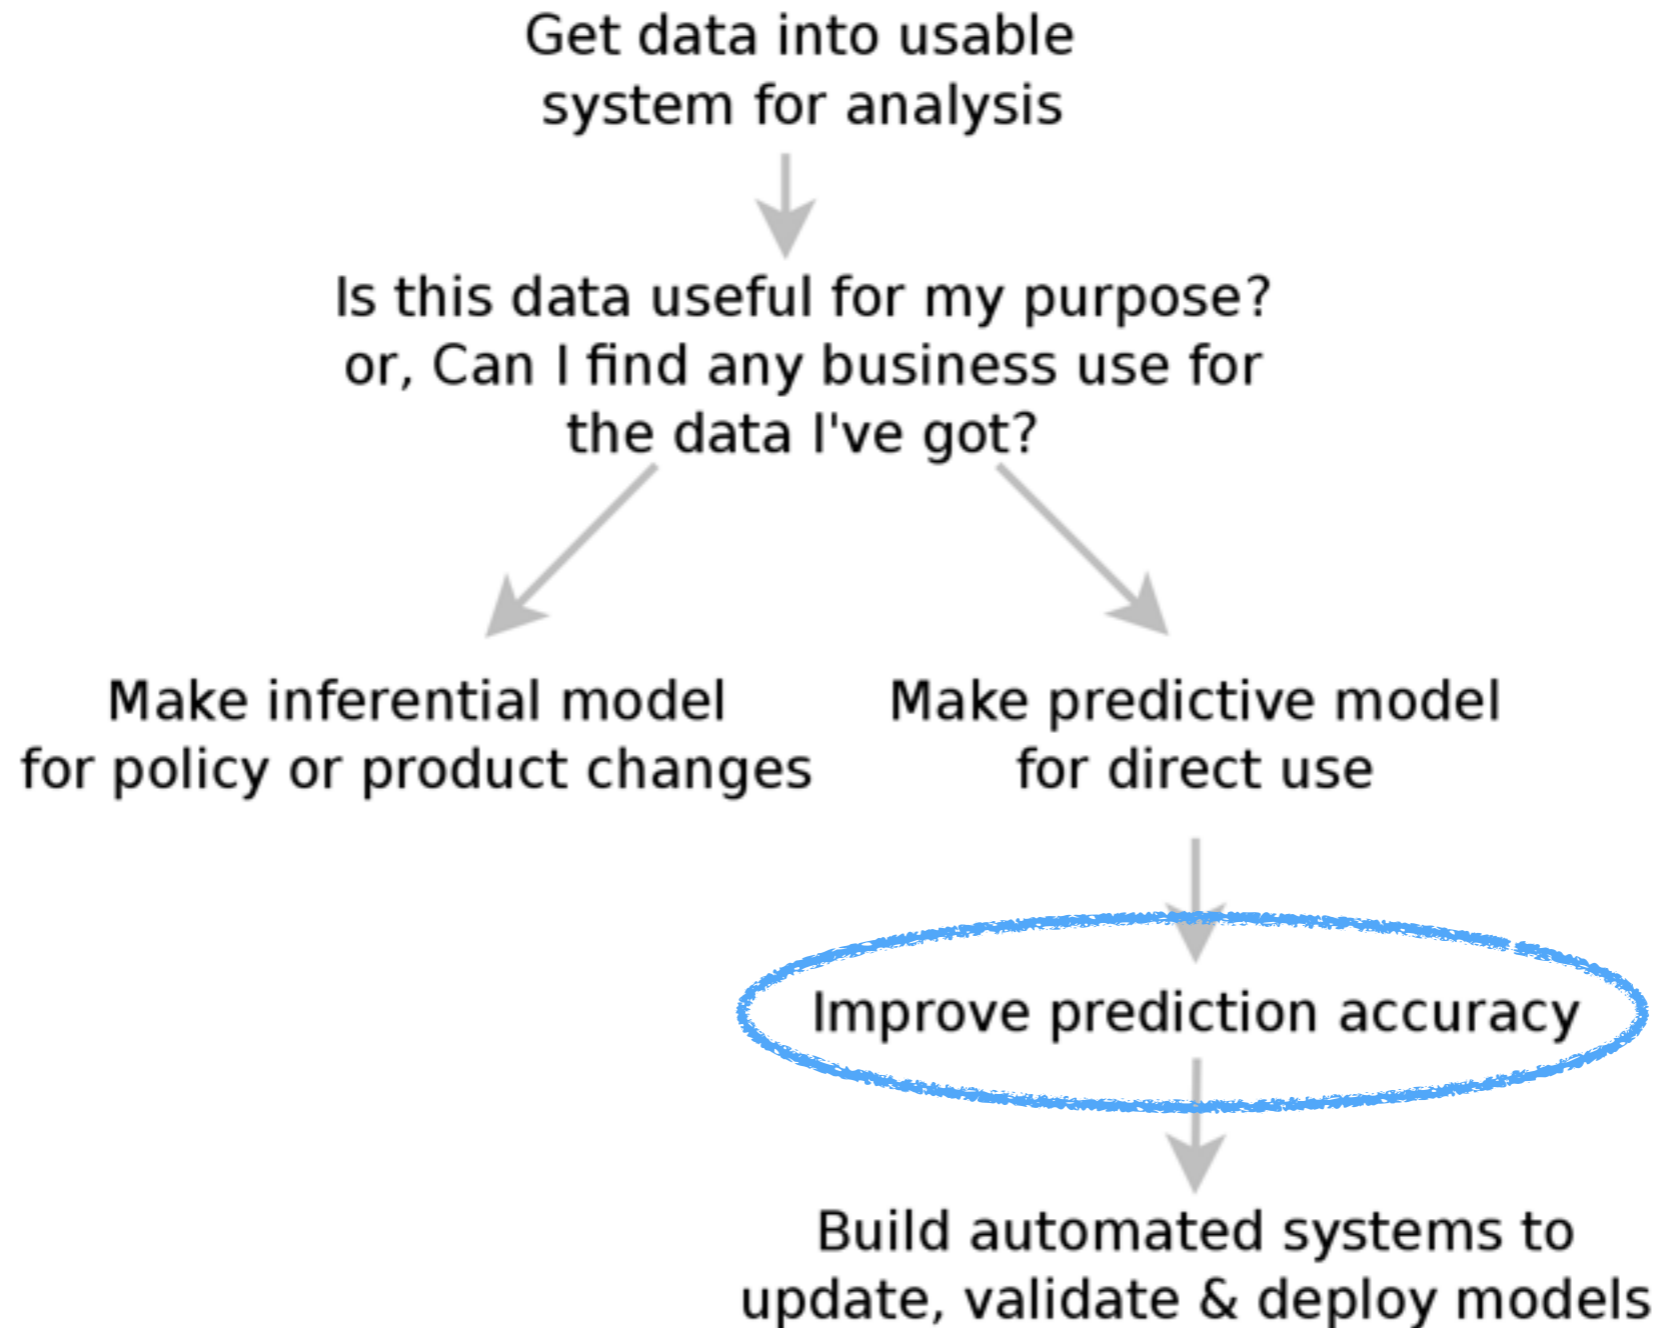 Get data into usable
system for analysis
Is this data useful for my purpose?
or, Can I find any business use for
the data I've got?
Make inferential model
for policy or product changes
Make predictive model
for direct use
Improve prediction accuracy
Build automated systems to
update, validate & deploy models